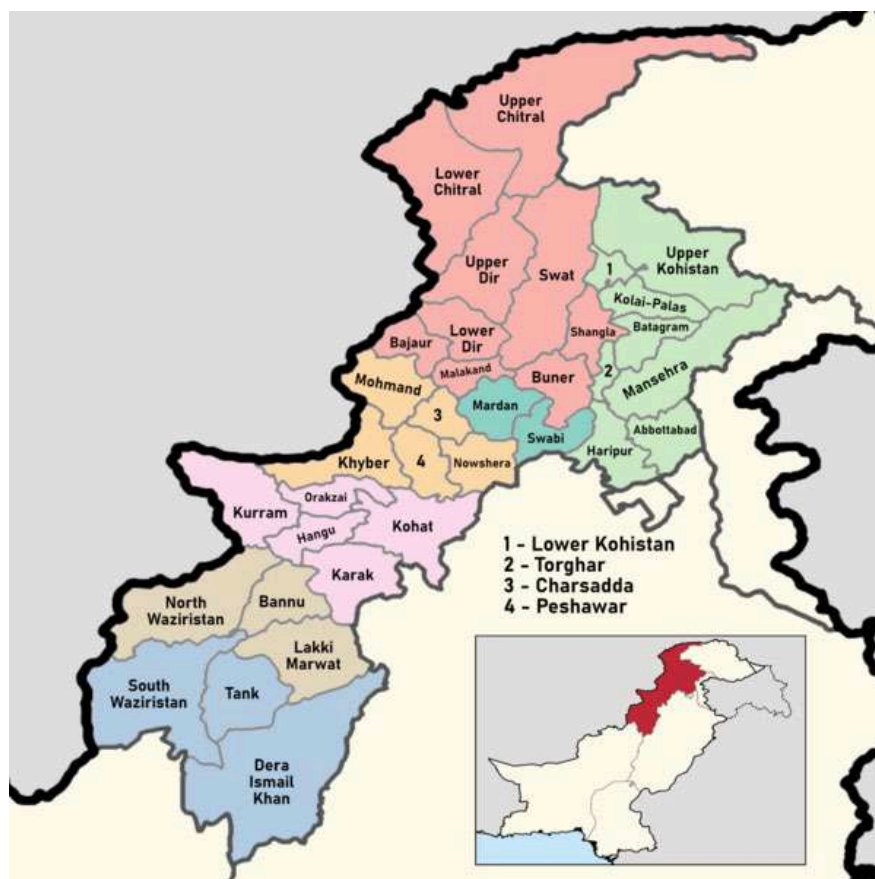 Upper
Chitral
Lower
Chitral
Upper
Dir
Swat
1
Upper
Kohistan
Kolai-Palas
Shangla
Batagram
Bajaur
Lower
Dir
Malakand
Buner
2
Mansehra
Mohmand
3
Mardan
Swabi
Abbottabad
Haripur
Khyber
4
Nowshera
Orakzai
Kurram
Hangu
Kohat
Karak
1 - Lower Kohistan
2 - Torghar
3 - Charsadda
4 - Peshawar
North
Waziristan
Bannu
Lakki
Marwat
South
Waziristan
Tank
Dera
Ismail
Khan